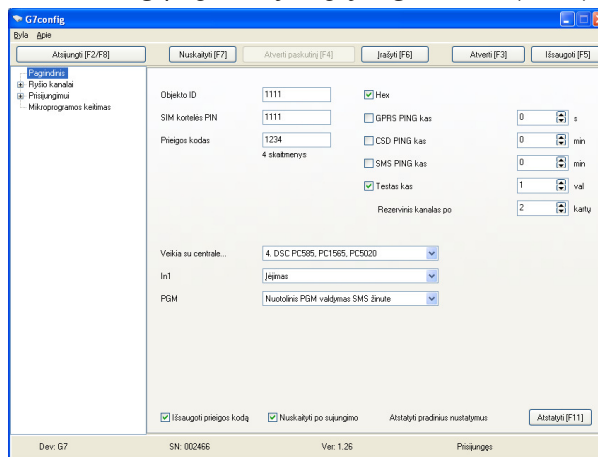 G7config
Byla Apie
Atsijungti [F2/F8] Nuskaityti [F7] Atverti paskutinį [F4] Įrašyti [F6] Atverti [F3] Išsaugoti [F5]
Pagrindinis
Ryšio kanalai
Prisijungimui
Mikroprogramos keitimas
Objekto ID 1111 Hex
SIM kortelės PIN 1111 GPRS PING kas 0 s
Prieigos kodas 1234 CSD PING kas 0 min
4 skaitmenys
SMS PING kas 0 min
Testas kas 1 val
Rezervinis kanalas po 2 kartų
Veikia su centrale... 4. DSC PC585, PC1565, PC5020
In1 Įėjimas
PGM Nuotolinis PGM valdymas SMS žinute
Išsaugoti prieigos kodą Nuskaityti po sujungimo Atstatyti pradinius nustatymus Atstatyti [F11]
Dev: G7 SN: 002466 Ver: 1.26 Prisijungęs